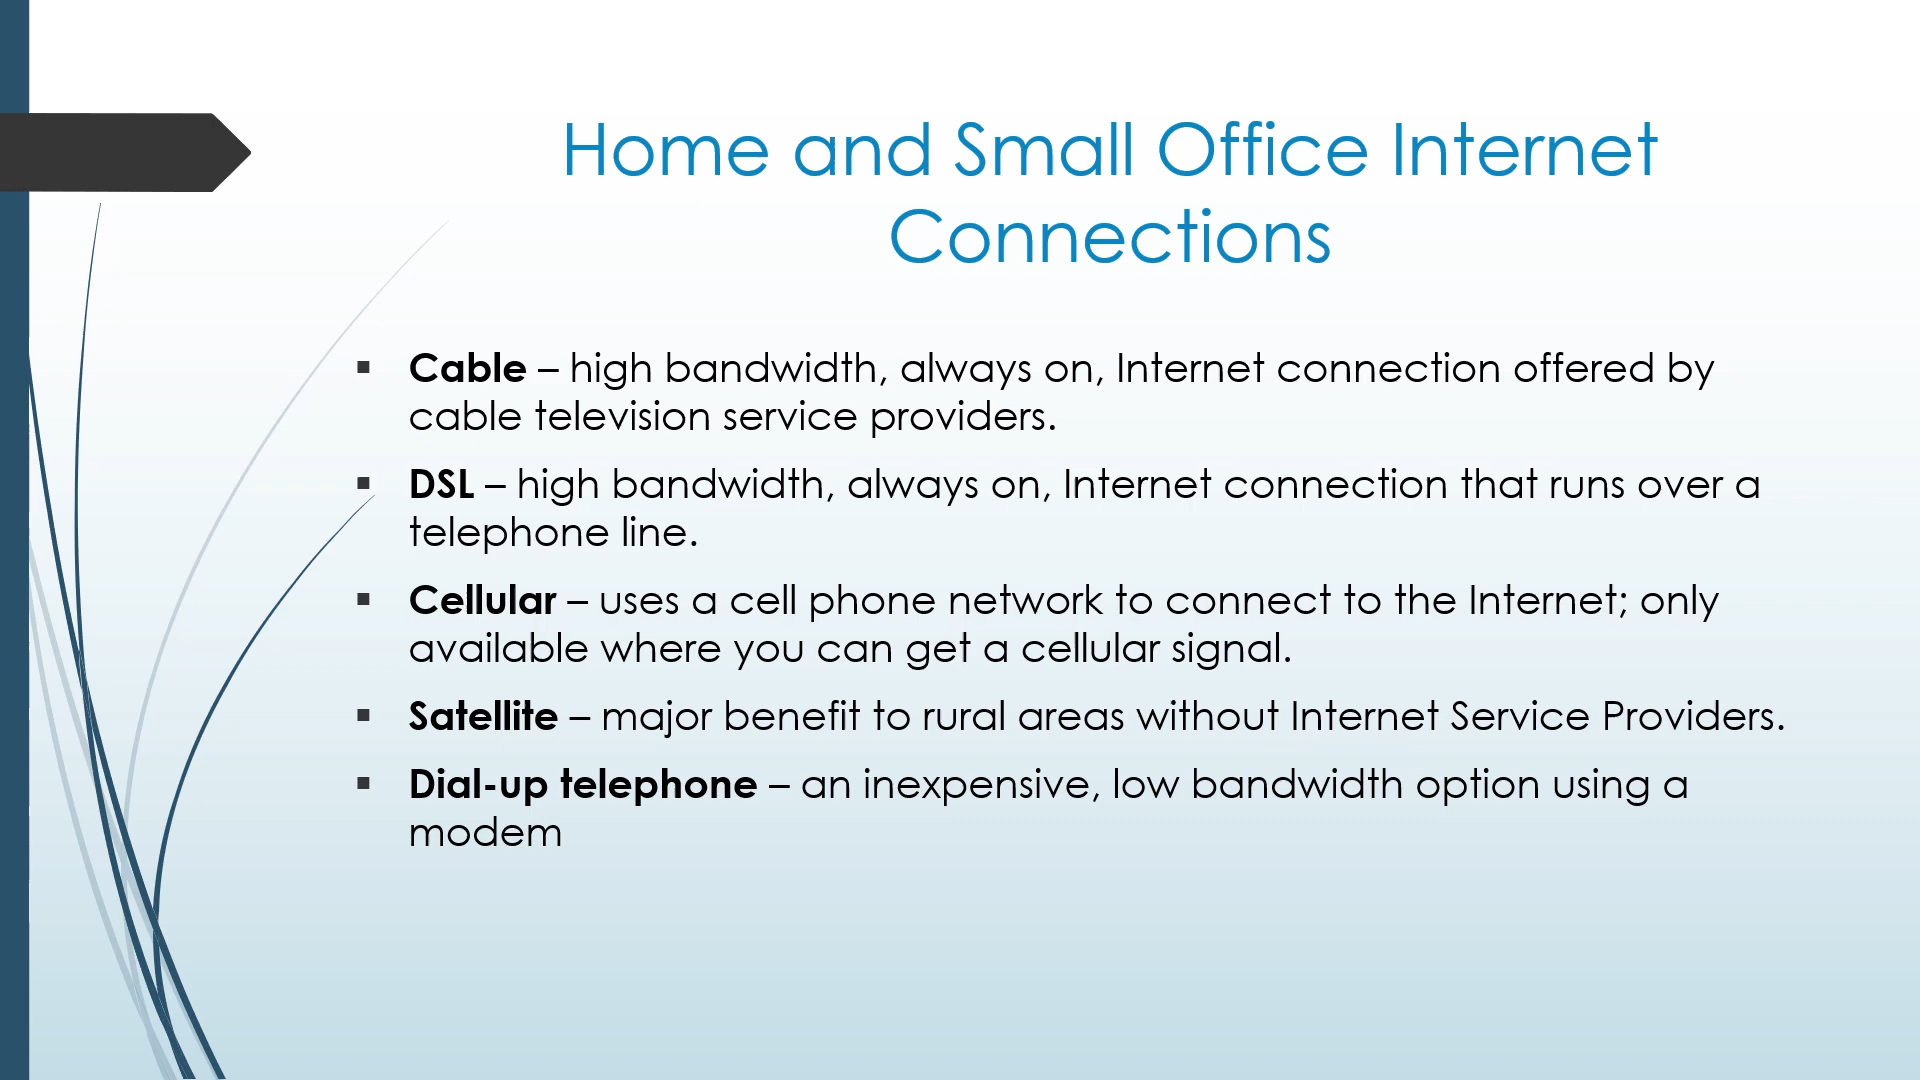 Home and Small Office Internet
Connections
▪ Cable – high bandwidth, always on, Internet connection offered by
cable television service providers.
▪ DSL – high bandwidth, always on, Internet connection that runs over a
telephone line.
▪ Cellular – uses a cell phone network to connect to the Internet; only
available where you can get a cellular signal.
▪ Satellite – major benefit to rural areas without Internet Service Providers.
▪ Dial-up telephone – an inexpensive, low bandwidth option using a
modem